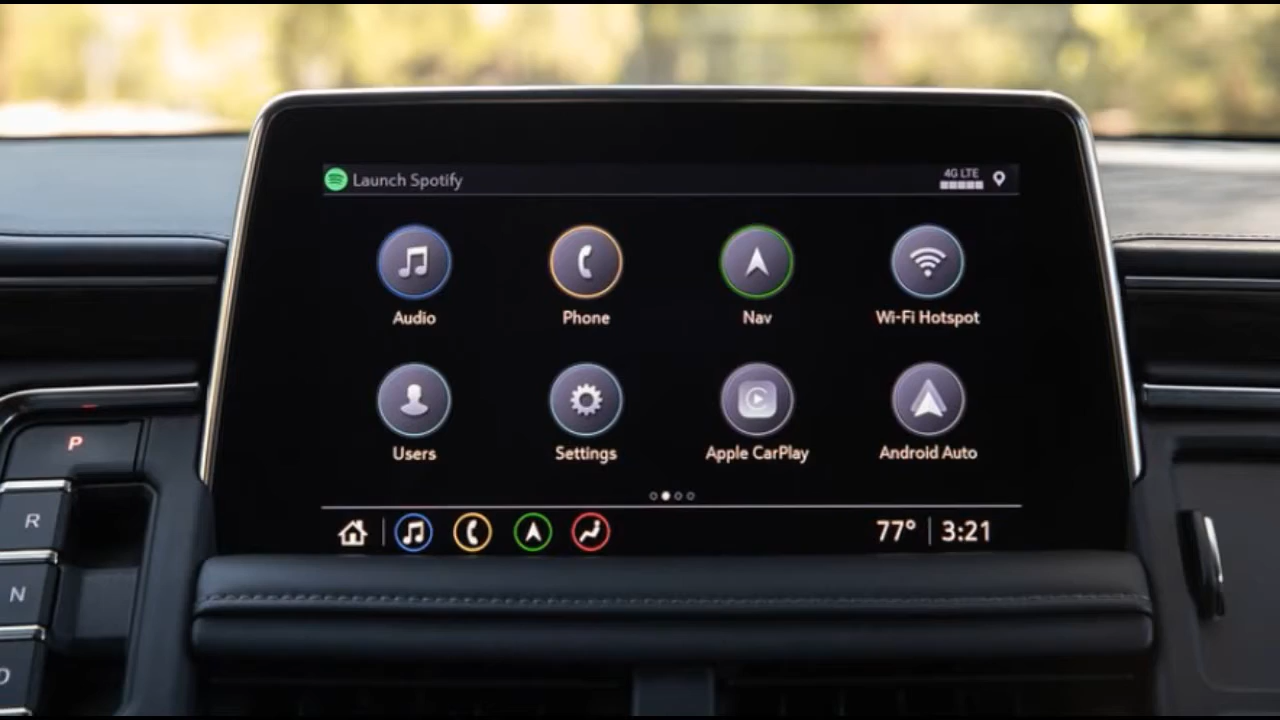 Launch Spotify
4G LTE
Audio
Phone
Nav
Wi-Fi Hotspot
Users
Settings
Apple CarPlay
Android Auto
77° 3:21
P
R
N
D